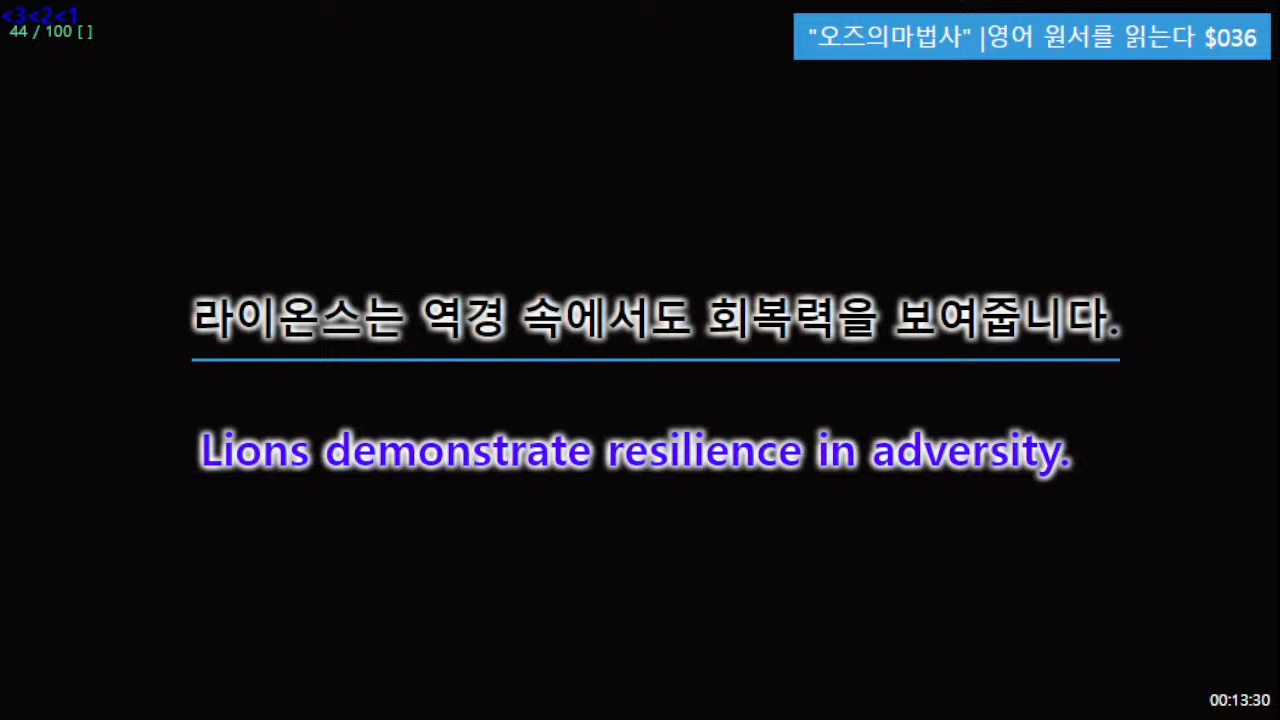 <3<2<1
44 / 100 [ ]
"오즈의마법사" |영어 원서를 읽는다 $036
라이온스는 역경 속에서도 회복력을 보여줍니다.
Lions demonstrate resilience in adversity.
00:13:30